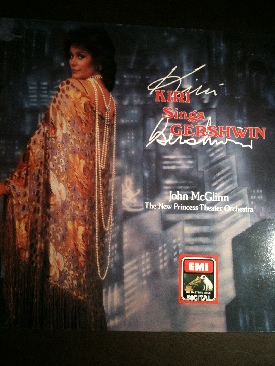 Kiri
KIRI
Sings
GERSHWIN
Gershwin
John McGlinn
The New Princess Theater Orchestra
EMI
DIGITAL